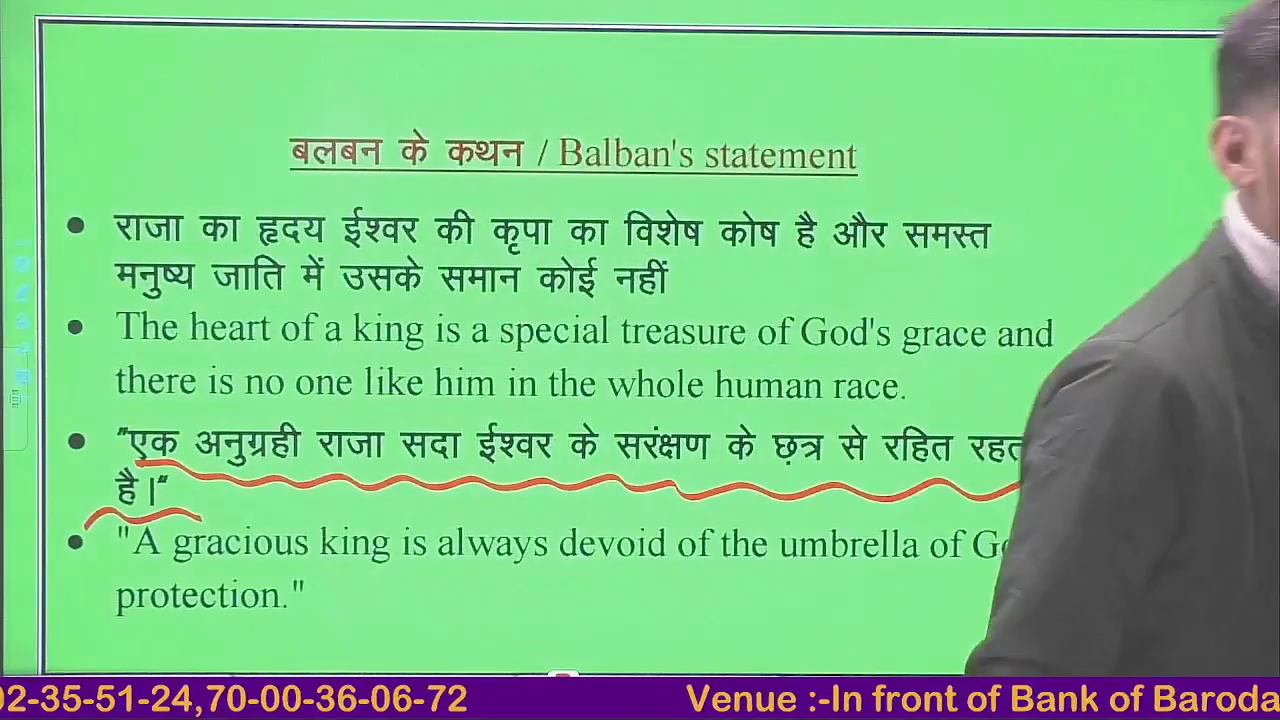 बलबन के कथन / Balban's statement
राजा का हृदय ईश्वर की कृपा का विशेष कोष है और समस्त
मनुष्य जाति में उसके समान कोई नहीं
The heart of a king is a special treasure of God's grace and
there is no one like him in the whole human race.
"एक अनुग्रही राजा सदा ईश्वर के संरक्षण के छत्र से रहित
है।"
"A gracious king is always devoid of the umbrella of
protection."
02-35-51-24,70-00-36-06-72 Venue :-In front of Bank of Baroda